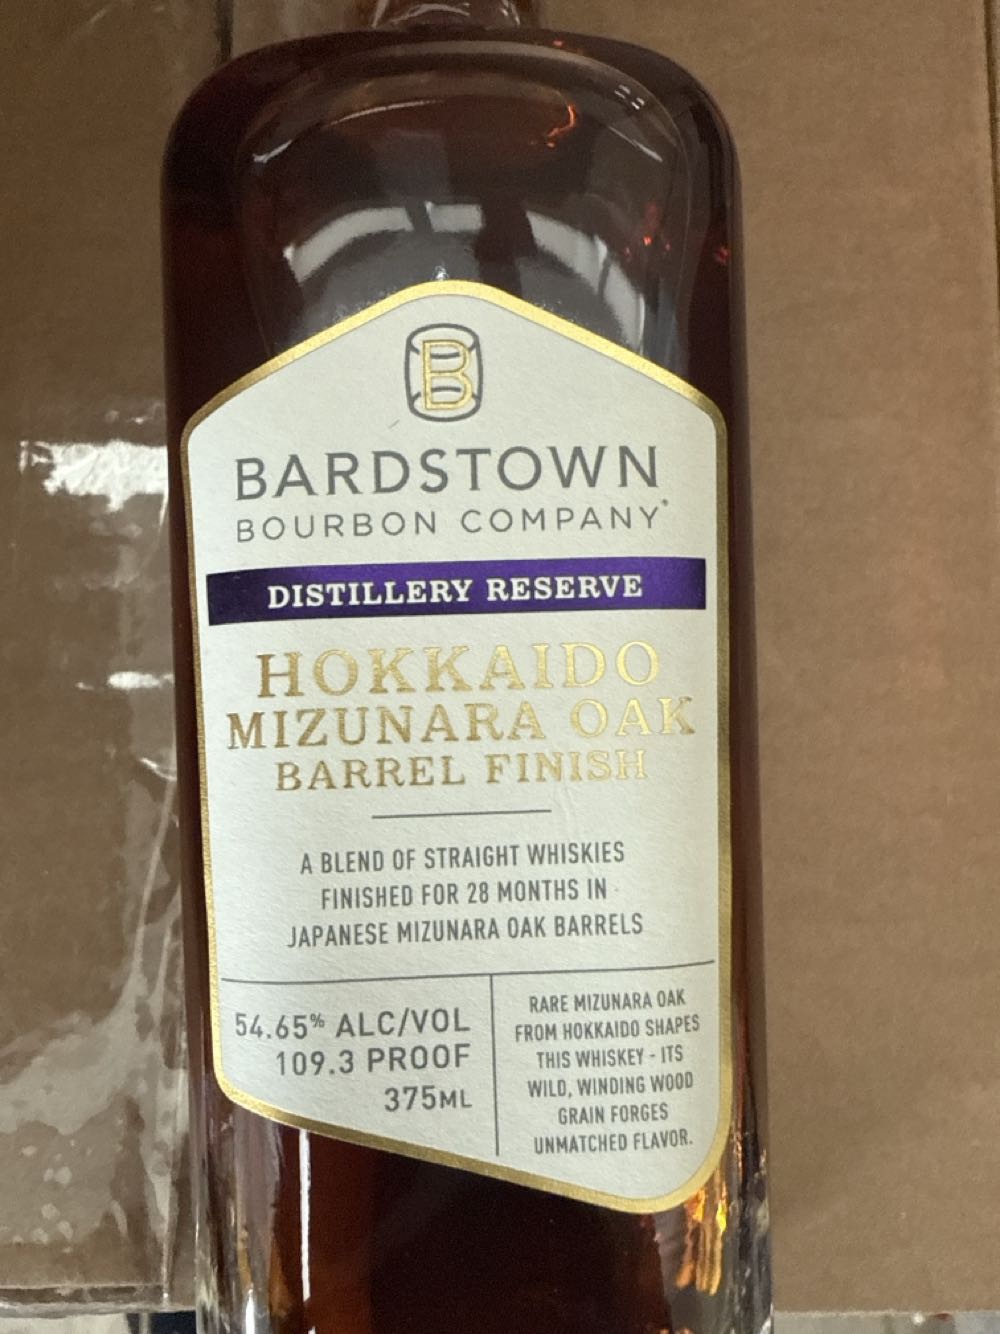 B
BARDSTOWN
BOURBON COMPANY
DISTILLERY RESERVE
HOKKAIDO
MIZUNARA OAK
BARREL FINISH
A BLEND OF STRAIGHT WHISKIES
FINISHED FOR 28 MONTHS IN
JAPANESE MIZUNARA OAK BARRELS
54.65% ALC/VOL
109.3 PROOF
375ML
RARE MIZUNARA OAK
FROM HOKKAIDO SHAPES
THIS WHISKEY - ITS
WILD, WINDING WOOD
GRAIN FORGES
UNMATCHED FLAVOR.